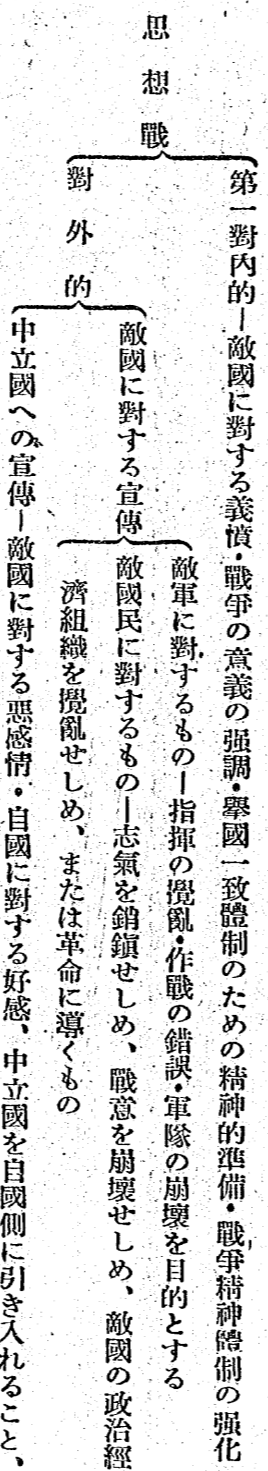 思想戰
第一對內的―敵國に對する義憤・戰爭の意義の强調・擧國一致體制のための精神的準備・戰爭精神體制の强化
對外的
敵國に對する宣傳
敵軍に對するもの―指揮の攪亂・作戰の錯誤・軍隊の崩壞を目的とする
敵國民に對するもの―志氣を銷鎭せしめ、戰意を崩壞せしめ、敵國の政治經
濟組織を攪亂せしめ、または革命に導くもの
中立國への宣傳―敵國に對する惡感情・自國に對する好感、中立國を自國側に引き入れること、